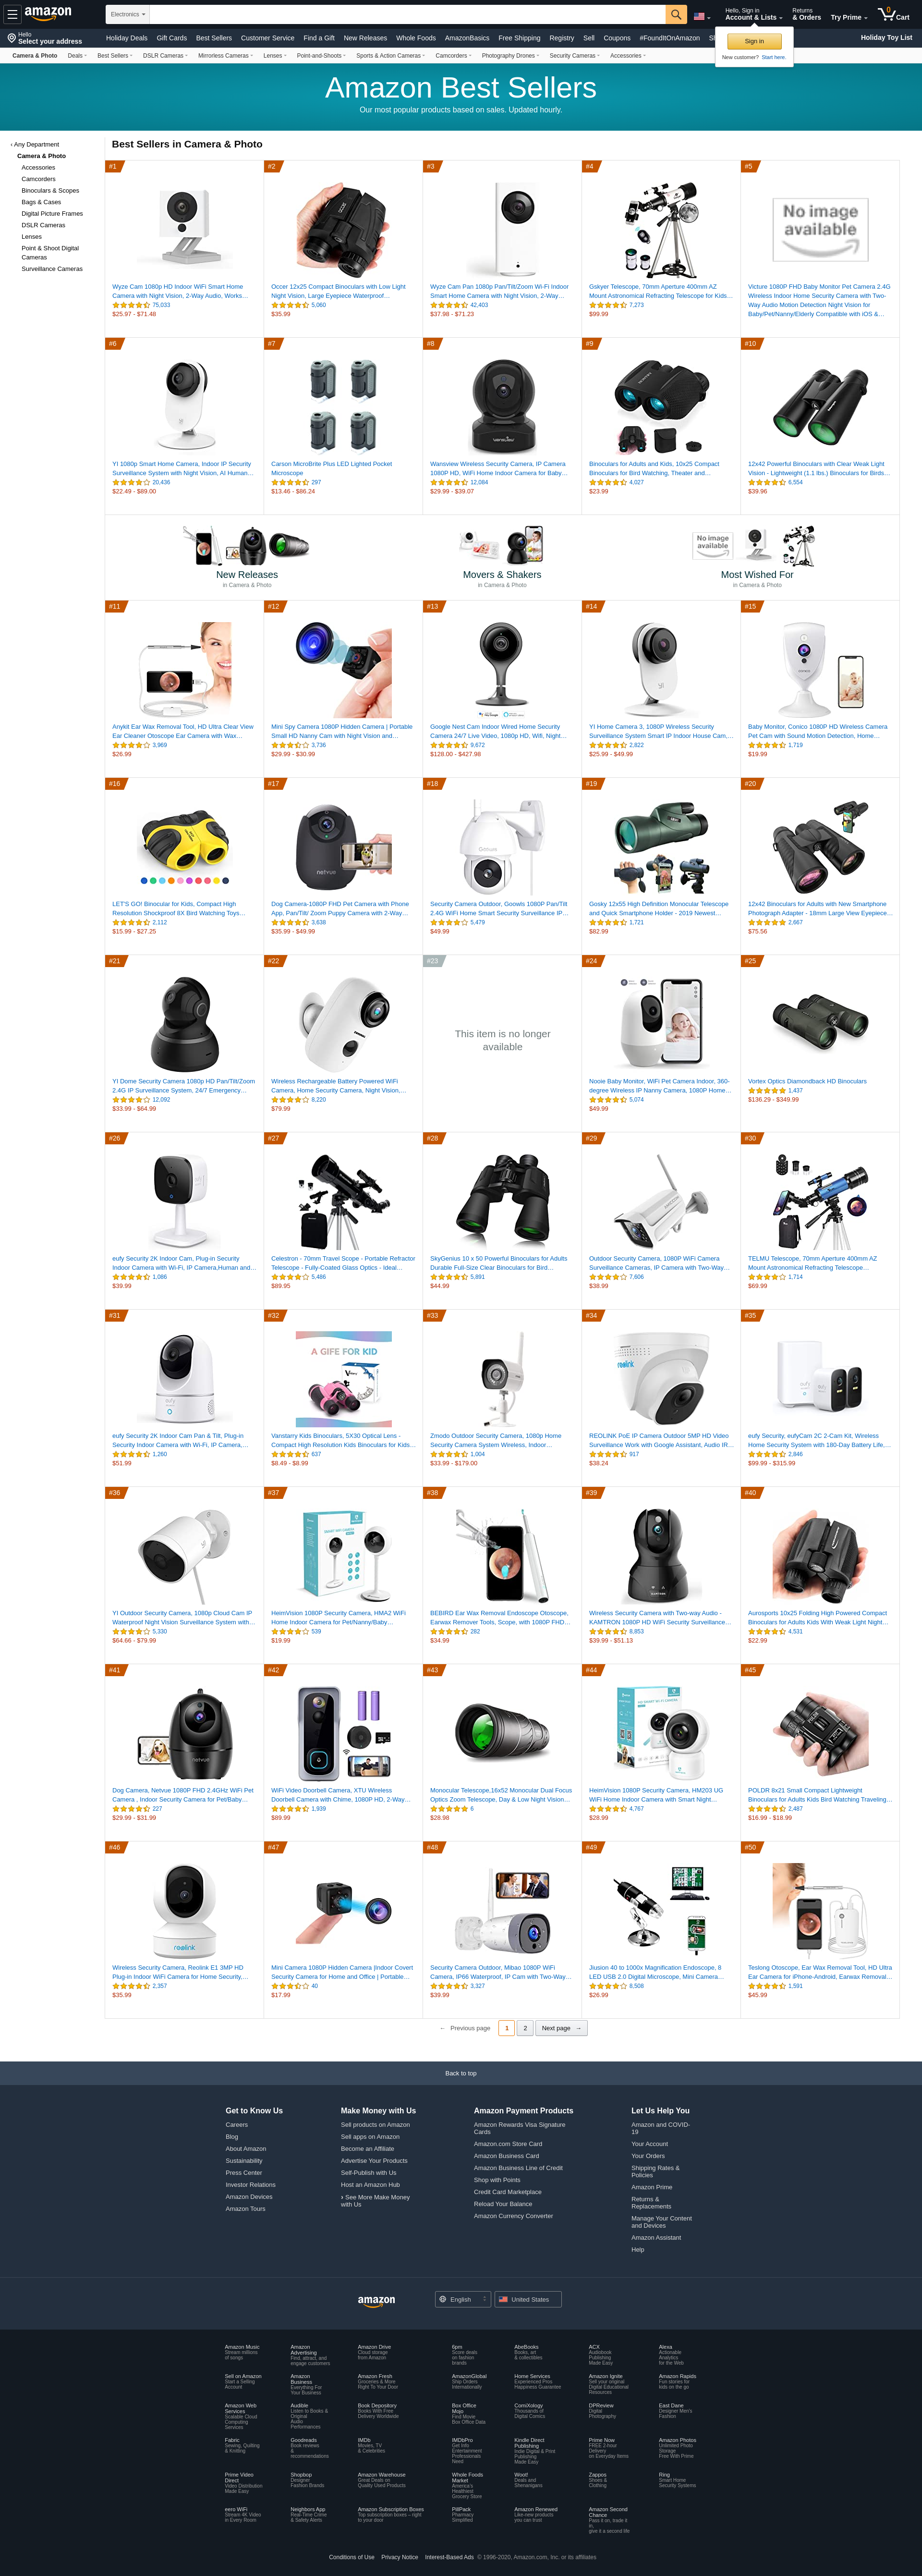 amazon
Electronics
Hello, Sign in
Account & Lists
Returns
& Orders
Try Prime
0
Cart
Hello
Select your address
Holiday Deals Gift Cards Best Sellers Customer Service Find a Gift New Releases Whole Foods AmazonBasics Free Shipping Registry Sell Coupons #FoundItOnAmazon
Holiday Toy List
Sign in
New customer? Start here.
Camera & Photo Deals Best Sellers DSLR Cameras Mirrorless Cameras Lenses Point-and-Shoots Sports & Action Cameras Camcorders Photography Drones Security Cameras Accessories
Amazon Best Sellers
Our most popular products based on sales. Updated hourly.
‹ Any Department
Camera & Photo
Accessories
Camcorders
Binoculars & Scopes
Bags & Cases
Digital Picture Frames
DSLR Cameras
Lenses
Point & Shoot Digital
Cameras
Surveillance Cameras
Best Sellers in Camera & Photo
#1
Wyze Cam 1080p HD Indoor WiFi Smart Home
Camera with Night Vision, 2-Way Audio, Works…
75,033
$25.97 - $71.48
#2
Occer 12x25 Compact Binoculars with Low Light
Night Vision, Large Eyepiece Waterproof…
5,060
$35.99
#3
Wyze Cam Pan 1080p Pan/Tilt/Zoom Wi-Fi Indoor
Smart Home Camera with Night Vision, 2-Way…
42,403
$37.98 - $71.23
#4
Gskyer Telescope, 70mm Aperture 400mm AZ
Mount Astronomical Refracting Telescope for Kids…
7,273
$99.99
#5
No image
available
Victure 1080P FHD Baby Monitor Pet Camera 2.4G
Wireless Indoor Home Security Camera with Two-
Way Audio Motion Detection Night Vision for
Baby/Pet/Nanny/Elderly Compatible with iOS &…
#6
YI 1080p Smart Home Camera, Indoor IP Security
Surveillance System with Night Vision, AI Human…
20,436
$22.49 - $89.00
#7
Carson MicroBrite Plus LED Lighted Pocket
Microscope
297
$13.46 - $86.24
#8
Wansview Wireless Security Camera, IP Camera
1080P HD, WiFi Home Indoor Camera for Baby…
12,084
$29.99 - $39.07
#9
Binoculars for Adults and Kids, 10x25 Compact
Binoculars for Bird Watching, Theater and…
4,027
$23.99
#10
12x42 Powerful Binoculars with Clear Weak Light
Vision - Lightweight (1.1 lbs.) Binoculars for Birds…
6,554
$39.96
New Releases
in Camera & Photo
Movers & Shakers
in Camera & Photo
No image
available
Most Wished For
in Camera & Photo
#11
Anykit Ear Wax Removal Tool, HD Ultra Clear View
Ear Cleaner Otoscope Ear Camera with Wax…
3,969
$26.99
#12
Mini Spy Camera 1080P Hidden Camera | Portable
Small HD Nanny Cam with Night Vision and…
3,736
$29.99 - $30.99
#13
Google Nest Cam Indoor Wired Home Security
Camera 24/7 Live Video, 1080p HD, Wifi, Night…
9,672
$128.00 - $427.98
#14
YI Home Camera 3, 1080P Wireless Security
Surveillance System Smart IP Indoor House Cam,…
2,822
$25.99 - $49.99
#15
Baby Monitor, Conico 1080P HD Wireless Camera
Pet Cam with Sound Motion Detection, Home…
1,719
$19.99
#16
LET'S GO! Binocular for Kids, Compact High
Resolution Shockproof 8X Bird Watching Toys…
2,112
$15.99 - $27.25
#17
netvue
Dog Camera-1080P FHD Pet Camera with Phone
App, Pan/Tilt/ Zoom Puppy Camera with 2-Way…
3,638
$35.99 - $49.99
#18
Security Camera Outdoor, Goowls 1080P Pan/Tilt
2.4G WiFi Home Smart Security Surveillance IP…
5,479
$49.99
#19
Gosky 12x55 High Definition Monocular Telescope
and Quick Smartphone Holder - 2019 Newest…
1,721
$82.99
#20
12x42 Binoculars for Adults with New Smartphone
Photograph Adapter - 18mm Large View Eyepiece…
2,667
$75.56
#21
YI Dome Security Camera 1080p HD Pan/Tilt/Zoom
2.4G IP Surveillance System, 24/7 Emergency…
12,092
$33.99 - $64.99
#22
Wireless Rechargeable Battery Powered WiFi
Camera, Home Security Camera, Night Vision,…
8,220
$79.99
#23
This item is no longer
available
#24
Nooie Baby Monitor, WiFi Pet Camera Indoor, 360-
degree Wireless IP Nanny Camera, 1080P Home…
5,074
$49.99
#25
Vortex Optics Diamondback HD Binoculars
1,437
$136.29 - $349.99
#26
eufy Security 2K Indoor Cam, Plug-in Security
Indoor Camera with Wi-Fi, IP Camera,Human and…
1,086
$39.99
#27
Celestron - 70mm Travel Scope - Portable Refractor
Telescope - Fully-Coated Glass Optics - Ideal…
5,486
$89.95
#28
SkyGenius 10 x 50 Powerful Binoculars for Adults
Durable Full-Size Clear Binoculars for Bird…
5,891
$44.99
#29
Outdoor Security Camera, 1080P WiFi Camera
Surveillance Cameras, IP Camera with Two-Way…
7,606
$38.99
#30
TELMU Telescope, 70mm Aperture 400mm AZ
Mount Astronomical Refracting Telescope…
1,714
$69.99
#31
eufy Security 2K Indoor Cam Pan & Tilt, Plug-in
Security Indoor Camera with Wi-Fi, IP Camera,…
1,260
$51.99
#32
A GIFE FOR KID
Vanstarry Kids Binoculars, 5X30 Optical Lens -
Compact High Resolution Kids Binoculars for Kids…
637
$8.49 - $8.99
#33
Zmodo Outdoor Security Camera, 1080p Home
Security Camera System Wireless, Indoor…
1,004
$33.99 - $179.00
#34
reolink
REOLINK PoE IP Camera Outdoor 5MP HD Video
Surveillance Work with Google Assistant, Audio IR…
917
$38.24
#35
eufy Security, eufyCam 2C 2-Cam Kit, Wireless
Home Security System with 180-Day Battery Life,…
2,846
$99.99 - $315.99
#36
YI Outdoor Security Camera, 1080p Cloud Cam IP
Waterproof Night Vision Surveillance System with…
5,330
$64.66 - $79.99
#37
HeimVision 1080P Security Camera, HMA2 WiFi
Home Indoor Camera for Pet/Nanny/Baby…
539
$19.99
#38
BEBIRD Ear Wax Removal Endoscope Otoscope,
Earwax Remover Tools, Scope, with 1080P FHD…
282
$34.99
#39
Wireless Security Camera with Two-way Audio -
KAMTRON 1080P HD WiFi Security Surveillance…
8,853
$39.99 - $51.13
#40
Aurosports 10x25 Folding High Powered Compact
Binoculars for Adults Kids With Weak Light Night…
4,531
$22.99
#41
netvue
Dog Camera, Netvue 1080P FHD 2.4GHz WiFi Pet
Camera , Indoor Security Camera for Pet/Baby…
227
$29.99 - $31.99
#42
WiFi Video Doorbell Camera, XTU Wireless
Doorbell Camera with Chime, 1080P HD, 2-Way…
1,939
$89.99
#43
Monocular Telescope,16x52 Monocular Dual Focus
Optics Zoom Telescope, Day & Low Night Vision…
6
$28.98
#44
HeimVision 1080P Security Camera, HM203 UG
WiFi Home Indoor Camera with Smart Night…
4,767
$28.99
#45
POLDR 8x21 Small Compact Lightweight
Binoculars for Adults Kids Bird Watching Traveling…
2,487
$16.99 - $18.99
#46
reolink
Wireless Security Camera, Reolink E1 3MP HD
Plug-in Indoor WiFi Camera for Home Security,…
2,357
$35.99
#47
Mini Camera 1080P Hidden Camera |Indoor Covert
Security Camera for Home and Office | Portable…
40
$17.99
#48
Security Camera Outdoor, Mibao 1080P WiFi
Camera, IP66 Waterproof, IP Cam with Two-Way…
3,327
$39.99
#49
Jiusion 40 to 1000x Magnification Endoscope, 8
LED USB 2.0 Digital Microscope, Mini Camera…
8,508
$26.99
#50
Teslong Otoscope, Ear Wax Removal Tool, HD Ultra
Ear Camera for iPhone-Android, Earwax Removal…
1,591
$45.99
← Previous page 1 2 Next page →
Back to top
Get to Know Us
Careers
Blog
About Amazon
Sustainability
Press Center
Investor Relations
Amazon Devices
Amazon Tours
Make Money with Us
Sell products on Amazon
Sell apps on Amazon
Become an Affiliate
Advertise Your Products
Self-Publish with Us
Host an Amazon Hub
› See More Make Money
with Us
Amazon Payment Products
Amazon Rewards Visa Signature
Cards
Amazon.com Store Card
Amazon Business Card
Amazon Business Line of Credit
Shop with Points
Credit Card Marketplace
Reload Your Balance
Amazon Currency Converter
Let Us Help You
Amazon and COVID-
19
Your Account
Your Orders
Shipping Rates &
Policies
Amazon Prime
Returns &
Replacements
Manage Your Content
and Devices
Amazon Assistant
Help
amazon
English
United States
Amazon Music
Stream millions
of songs
Amazon
Advertising
Find, attract, and
engage customers
Amazon Drive
Cloud storage
from Amazon
6pm
Score deals
on fashion
brands
AbeBooks
Books, art
& collectibles
ACX
Audiobook
Publishing
Made Easy
Alexa
Actionable
Analytics
for the Web
Sell on Amazon
Start a Selling
Account
Amazon
Business
Everything For
Your Business
Amazon Fresh
Groceries & More
Right To Your Door
AmazonGlobal
Ship Orders
Internationally
Home Services
Experienced Pros
Happiness Guarantee
Amazon Ignite
Sell your original
Digital Educational
Resources
Amazon Rapids
Fun stories for
kids on the go
Amazon Web
Services
Scalable Cloud
Computing
Services
Audible
Listen to Books &
Original
Audio
Performances
Book Depository
Books With Free
Delivery Worldwide
Box Office
Mojo
Find Movie
Box Office Data
ComiXology
Thousands of
Digital Comics
DPReview
Digital
Photography
East Dane
Designer Men's
Fashion
Fabric
Sewing, Quilting
& Knitting
Goodreads
Book reviews
&
recommendations
IMDb
Movies, TV
& Celebrities
IMDbPro
Get Info
Entertainment
Professionals
Need
Kindle Direct
Publishing
Indie Digital & Print
Publishing
Made Easy
Prime Now
FREE 2-hour
Delivery
on Everyday Items
Amazon Photos
Unlimited Photo
Storage
Free With Prime
Prime Video
Direct
Video Distribution
Made Easy
Shopbop
Designer
Fashion Brands
Amazon Warehouse
Great Deals on
Quality Used Products
Whole Foods
Market
America's
Healthiest
Grocery Store
Woot!
Deals and
Shenanigans
Zappos
Shoes &
Clothing
Ring
Smart Home
Security Systems
eero WiFi
Stream 4K Video
in Every Room
Neighbors App
Real-Time Crime
& Safety Alerts
Amazon Subscription Boxes
Top subscription boxes – right
to your door
PillPack
Pharmacy
Simplified
Amazon Renewed
Like-new products
you can trust
Amazon Second
Chance
Pass it on, trade it
in,
give it a second life
Conditions of Use Privacy Notice Interest-Based Ads © 1996-2020, Amazon.com, Inc. or its affiliates